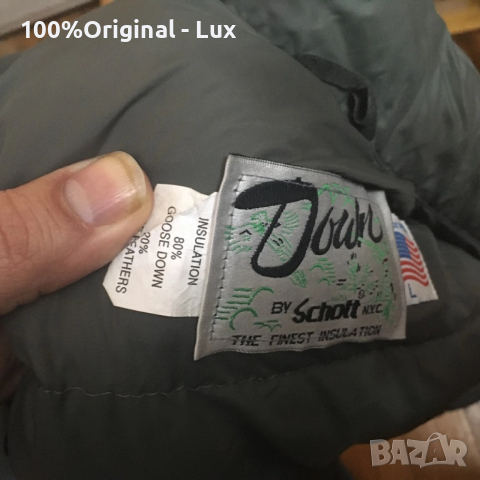 100%Original - Lux
INSULATION
80%
GOOSE DOWN
20%
FEATHERS
Down
BY Schott N.Y.C.
THE FINEST INSULATION
L
BAZAR